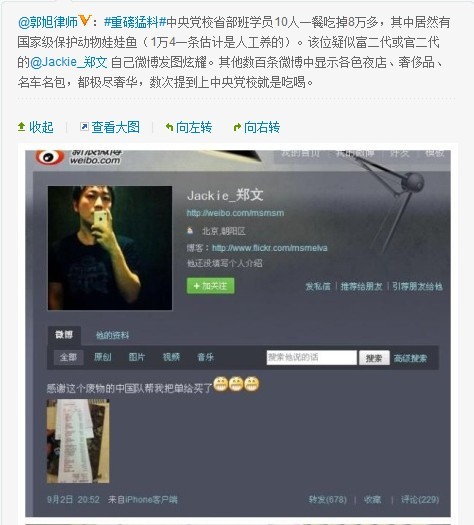 @郭旭律师V：#重磅猛料#中央党校省部班学员10人一餐吃掉8万多，其中居然有
国家级保护动物娃娃鱼（1万4一条估计是人工养的）。该位疑似富二代或官二代
的@Jackie_郑文 自己微博发图炫耀。其他数百条微博中显示各色夜店、奢侈品、
名车名包，都极尽奢华，数次提到上中央党校就是吃喝。
收起 查看大图 向左转 向右转
weibo.com 我的首页 我的微博 好友 模板
Jackie_郑文
http://weibo.com/msmsm
北京,朝阳区
博客：http://www.flickr.com/msmelva
他还没填写个人介绍
+加关注 发私信 | 推荐给朋友 | 引荐朋友给他
微博 他的资料
全部 原创 图片 视频 音乐 搜索他说的话 搜索 高级搜索
感谢这个废物的中国队帮我把单给买了
9月2日 20:52 来自iPhone客户端 转发(678) | 收藏 | 评论(229)